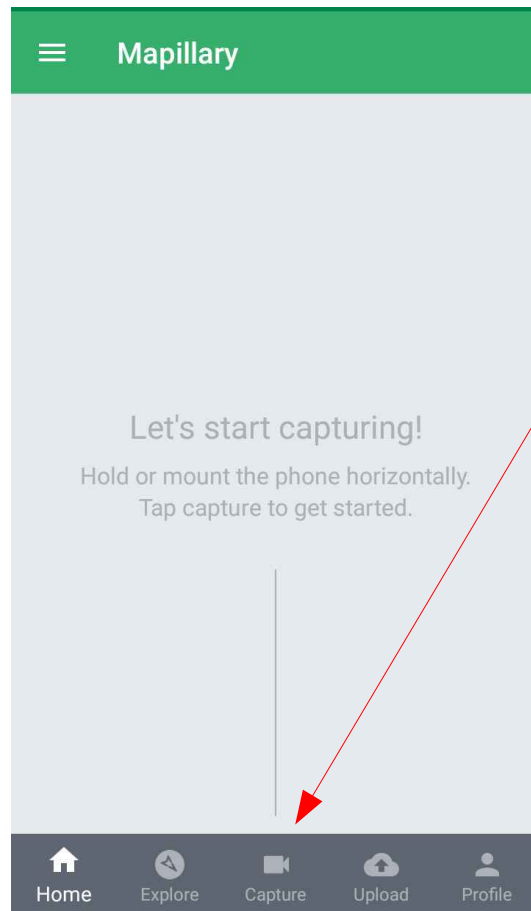 Mapillary
Let's start capturing!
Hold or mount the phone horizontally.
Tap capture to get started.
Home Explore Capture Upload Profile